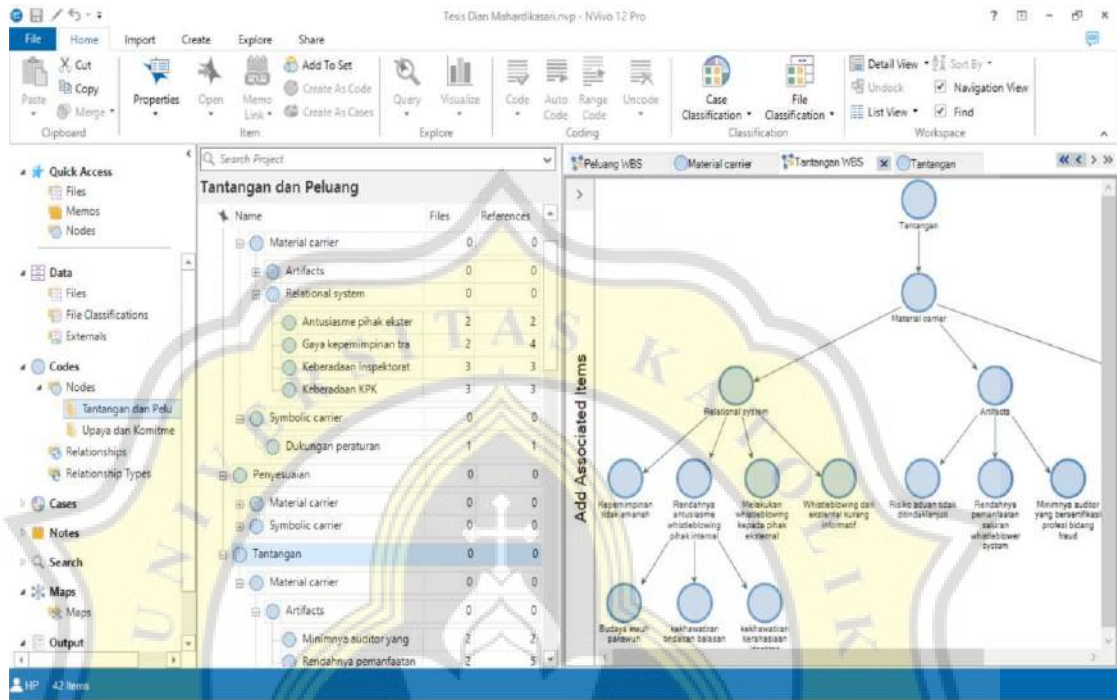 Tesis Dian Mahardikasari.nvp - NVivo 12 Pro
File Home Import Create Explore Share
Cut
Copy
Paste
Merge
Clipboard
Properties
Open
Memo Link
Add To Set
Create As Code
Create As Cases
Item
Query
Visualize
Explore
Code
Auto Code
Range Code
Uncode
Coding
Case Classification
File Classification
Classification
Detail View
Sort By
Undock
Navigation View
List View
Find
Workspace
Quick Access
Files
Memos
Nodes
Data
Files
File Classifications
Externals
Codes
Nodes
Tantangan dan Pelu
Upaya dan Komitme
Relationships
Relationship Types
Cases
Notes
Search
Maps
Maps
Output
Search Project
Tantangan dan Peluang
Name Files References
Material carrier 0 0
Artifacts 0 0
Relational system 0 0
Antusiasme pihak ekster 2 2
Gaya kepemimpinan tra 2 4
Keberadaan Inspektorat 3 3
Keberadaan KPK 3 3
Symbolic carrier 0 0
Dukungan peraturan 1 1
Penyesuaian 0 0
Material carrier 0 0
Symbolic carrier 0 0
Tantangan 0 0
Material carrier 0 0
Artifacts 0 0
Minimnya auditor yang 2 2
Rendahnya pemanfaatan 2 5
Peluang WBS
Material carrier
Tantangan WBS
Tantangan
Add Associated Items
Tantangan
Material carrier
Relational system
Artifacts
Kepemimpinan
tidak amanah
Rendahnya
antusiasme
whistleblowing
pihak internal
Melakukan
whistleblowing
kepada pihak
eksternal
Whistleblowing dari
eksternal kurang
informatif
Risiko aduan tidak
ditindaklanjuti
Rendahnya
pemanfaatan
saluran
whistleblower
system
Minimnya auditor
yang bersertifikasi
profesi bidang
fraud
Budaya ewuh
pakewuh
kekhawatiran
tindakan balasan
kekhawatiran
kerahasiaan
HP 42 Items
UNIVERSITAS KATOLIK